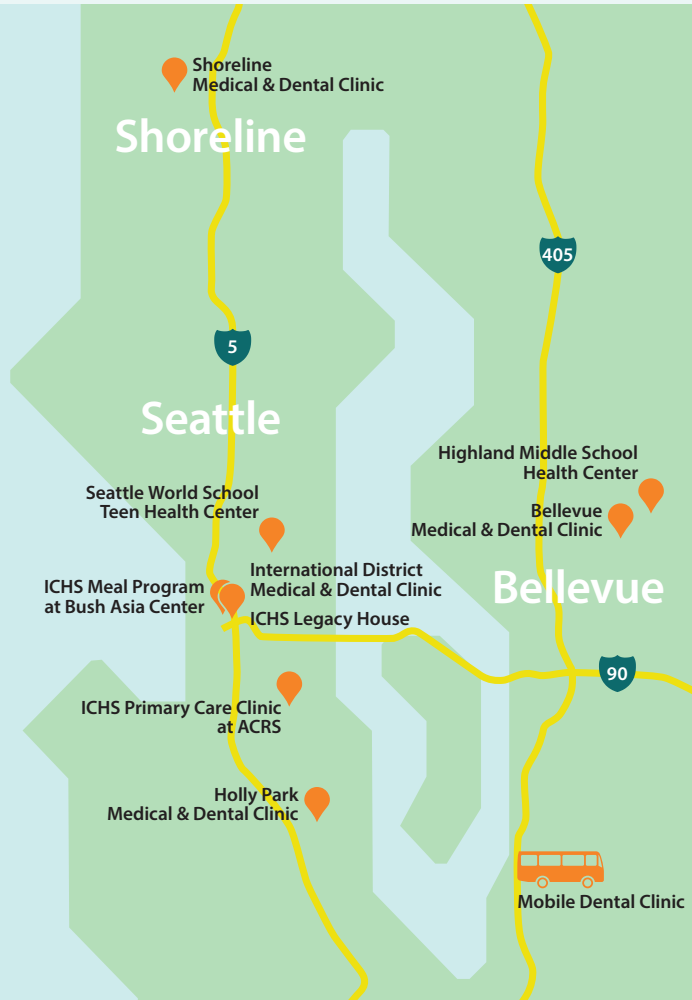 Shoreline
Medical & Dental Clinic
Shoreline
405
5
Seattle
Highland Middle School
Health Center
Seattle World School
Teen Health Center
Bellevue
Medical & Dental Clinic
International District
Medical & Dental Clinic
ICHS Meal Program
at Bush Asia Center
Bellevue
ICHS Legacy House
90
ICHS Primary Care Clinic
at ACRS
Holly Park
Medical & Dental Clinic
Mobile Dental Clinic